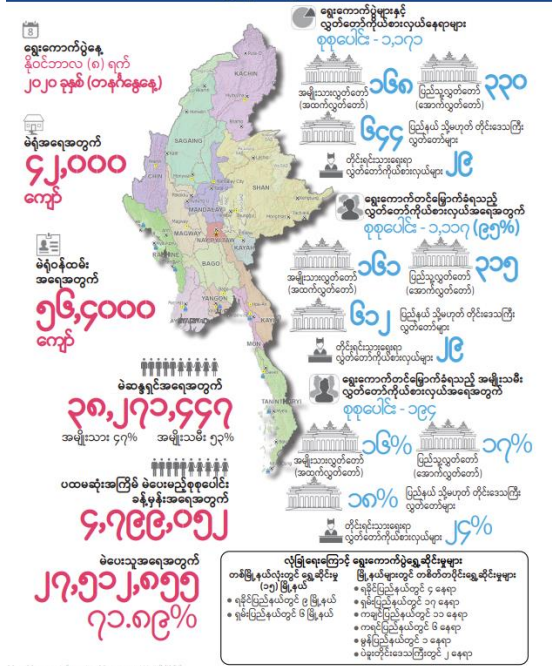 ရွေးကောက်ပွဲနေ့
နိုဝင်ဘာလ (၈) ရက်
၂၀၂၀ ခုနှစ် (တနင်္ဂနွေနေ့)
မဲရုံအရေအတွက်
၄၂,၀၀၀
ကျော်
မဲရုံဝန်ထမ်း
အရေအတွက်
၅၆,၄၀၀၀
ကျော်
မဲဆန္ဒရှင်အရေအတွက်
၃၈,၂၇၁,၄၄၇
အမျိုးသား ၄၇% အမျိုးသမီး ၅၃%
ပထမဆုံးအကြိမ် မဲပေးမည့်စုစုပေါင်း
ခန့်မှန်းအရေအတွက်
၄,၇၉၉,၀၅၂
မဲပေးသူအရေအတွက်
၂၇,၅၁၂,၈၅၅
၇၁.၈၉%
KACHIN
SAGAING
CHIN
SHAN
MANDALAY
MAGWAY
NAYPYITAW
RAKHINE
KAYAH
BAGO
YANGON
KAYIN
MON
TANINTHARYI
ရွေးကောက်ပွဲများနှင့်
လွှတ်တော်ကိုယ်စားလှယ်နေရာများ
စုစုပေါင်း - ၁,၁၇၁
၁၆၈
အမျိုးသားလွှတ်တော်
(အထက်လွှတ်တော်)
၃၃၀
ပြည်သူ့လွှတ်တော်
(အောက်လွှတ်တော်)
၆၄၄ ပြည်နယ် သို့မဟုတ် တိုင်းဒေသကြီး
လွှတ်တော်များ
တိုင်းရင်းသားရေးရာ
လွှတ်တော်ကိုယ်စားလှယ်များ ၂၉
ရွေးကောက်တင်မြှောက်ခံရသည့်
လွှတ်တော်ကိုယ်စားလှယ်အရေအတွက်
စုစုပေါင်း - ၁,၁၁၇ (၉၅%)
၁၆၁
အမျိုးသားလွှတ်တော်
(အထက်လွှတ်တော်)
၃၁၅
ပြည်သူ့လွှတ်တော်
(အောက်လွှတ်တော်)
၆၁၂ ပြည်နယ် သို့မဟုတ် တိုင်းဒေသကြီး
လွှတ်တော်များ
တိုင်းရင်းသားရေးရာ
လွှတ်တော်ကိုယ်စားလှယ်များ ၂၉
ရွေးကောက်တင်မြှောက်ခံရသည့် အမျိုးသမီး
လွှတ်တော်ကိုယ်စားလှယ်အရေအတွက်
စုစုပေါင်း - ၁၉၄
၁၆%
အမျိုးသားလွှတ်တော်
(အထက်လွှတ်တော်)
၁၇%
ပြည်သူ့လွှတ်တော်
(အောက်လွှတ်တော်)
၁၈% ပြည်နယ် သို့မဟုတ် တိုင်းဒေသကြီး
လွှတ်တော်များ
တိုင်းရင်းသားရေးရာ
လွှတ်တော်ကိုယ်စားလှယ်များ ၂၄%
လုံခြုံရေးကြောင့် ရွေးကောက်ပွဲရွှေ့ဆိုင်းမှုများ
တစ်မြို့နယ်လုံးတွင် ရွှေ့ဆိုင်းမှု
(၁၅) မြို့နယ်
• ရခိုင်ပြည်နယ်တွင် ၉ မြို့နယ်
• ရှမ်းပြည်နယ်တွင် ၆ မြို့နယ်
မြို့နယ်များတွင် တစိတ်တပိုင်းရွှေ့ဆိုင်းမှုများ
• ရခိုင်ပြည်နယ်တွင် ၄ နေရာ
• ရှမ်းပြည်နယ်တွင် ၁၇ နေရာ
• ကချင်ပြည်နယ်တွင် ၁၁ နေရာ
• ကရင်ပြည်နယ်တွင် ၆ နေရာ
• မွန်ပြည်နယ်တွင် ၁ နေရာ
• ပဲခူးတိုင်းဒေသကြီးတွင် ၂ နေရာ